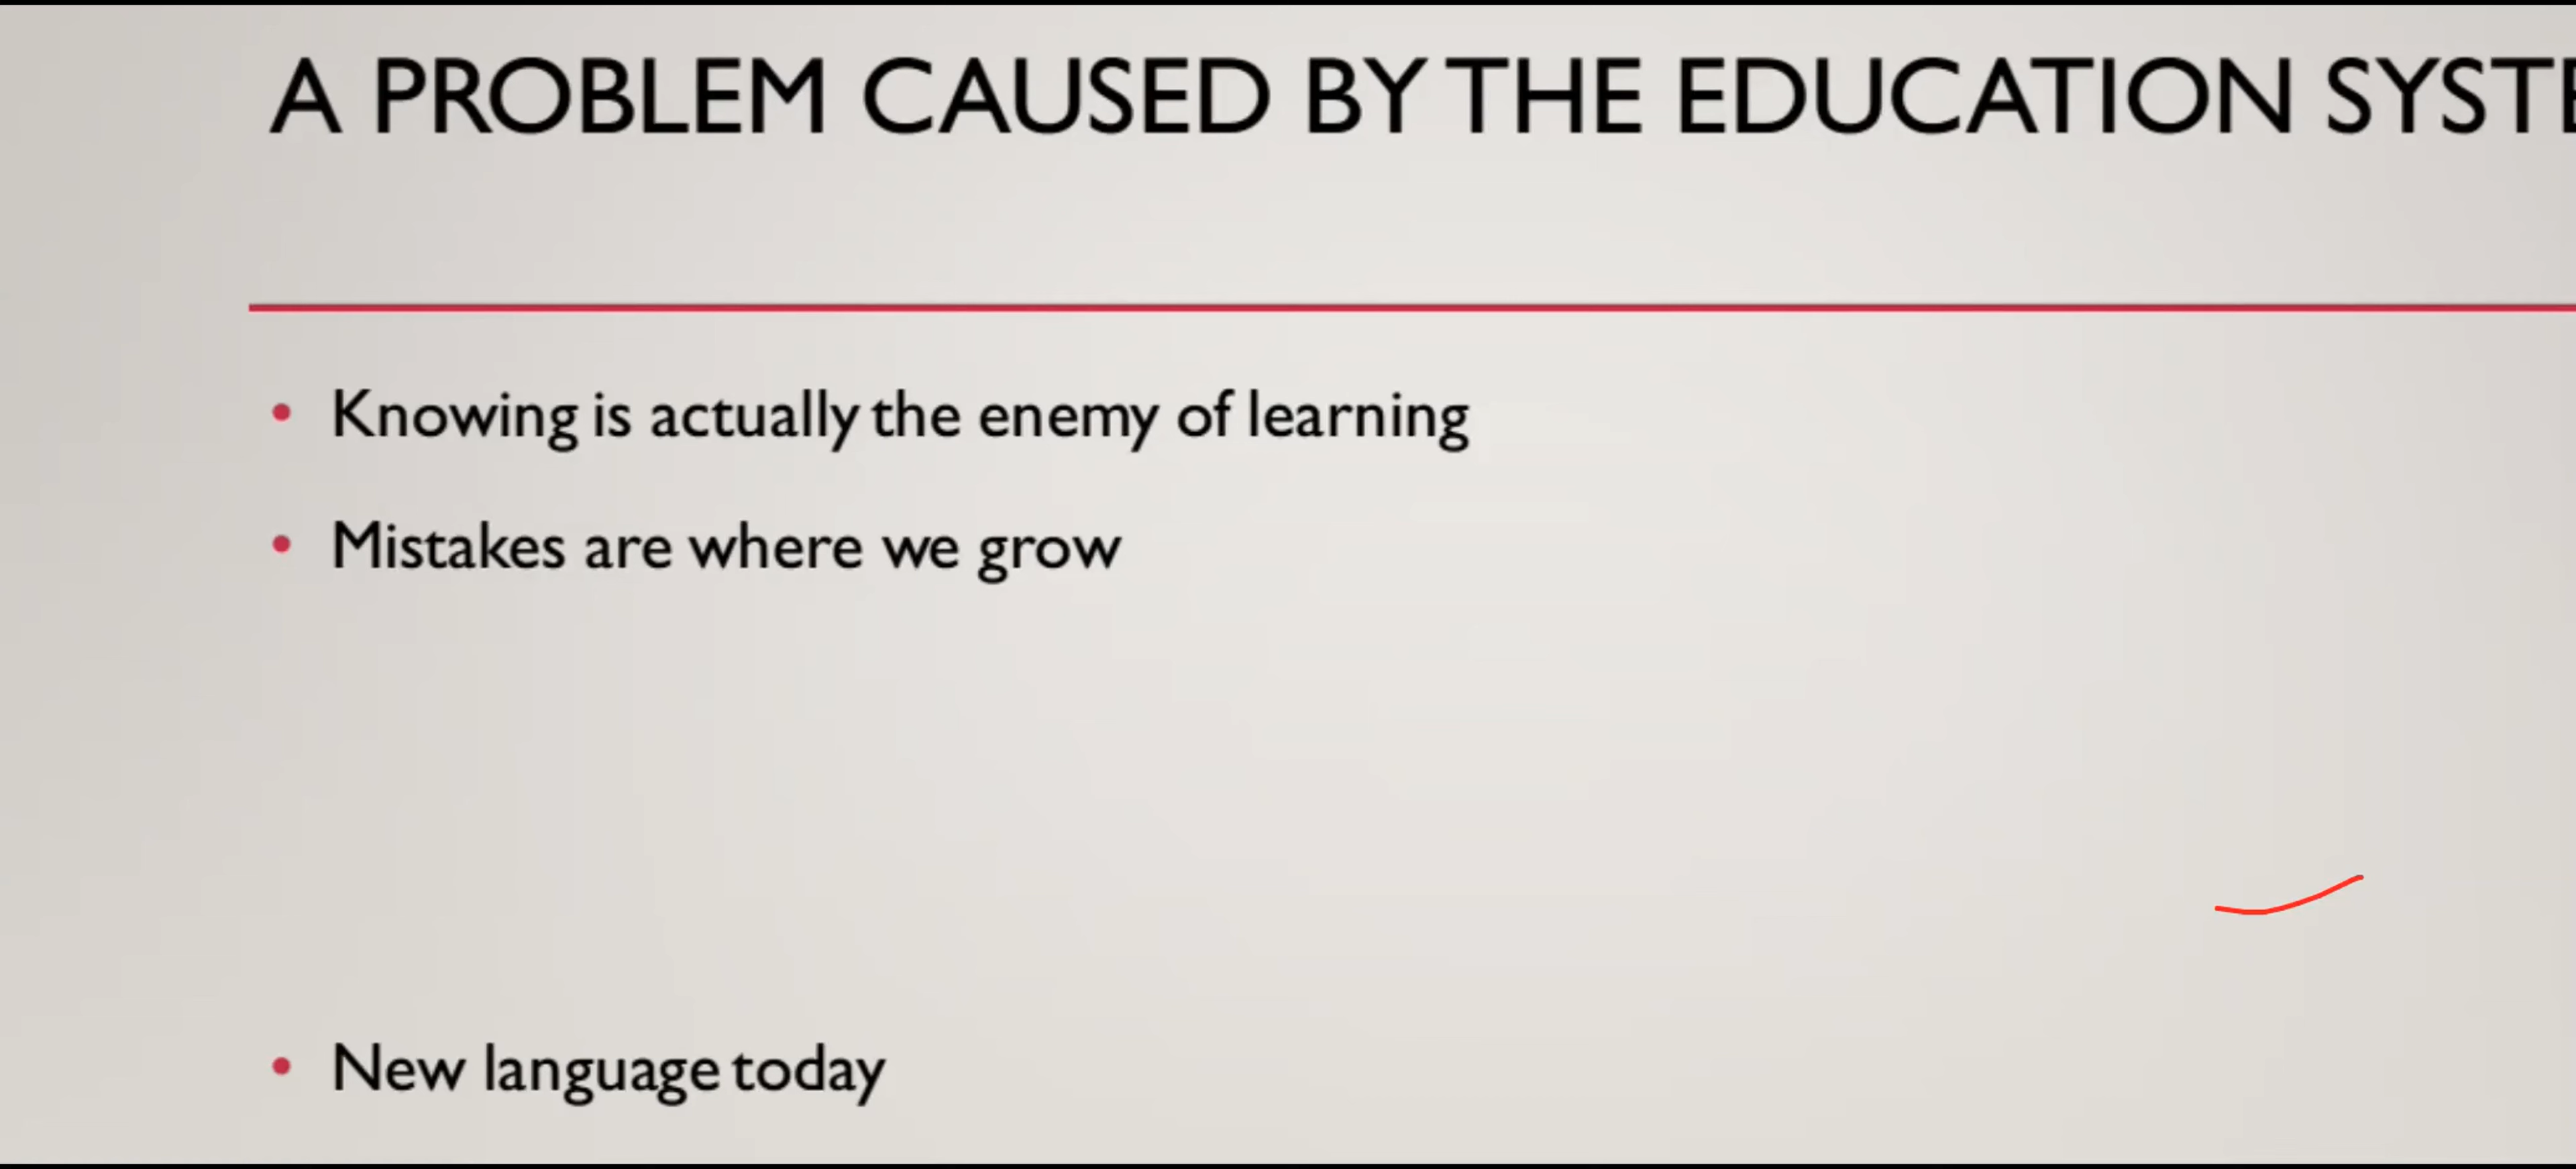 A PROBLEM CAUSED BY THE EDUCATION SYSTE
Knowing is actually the enemy of learning
Mistakes are where we grow
New language today